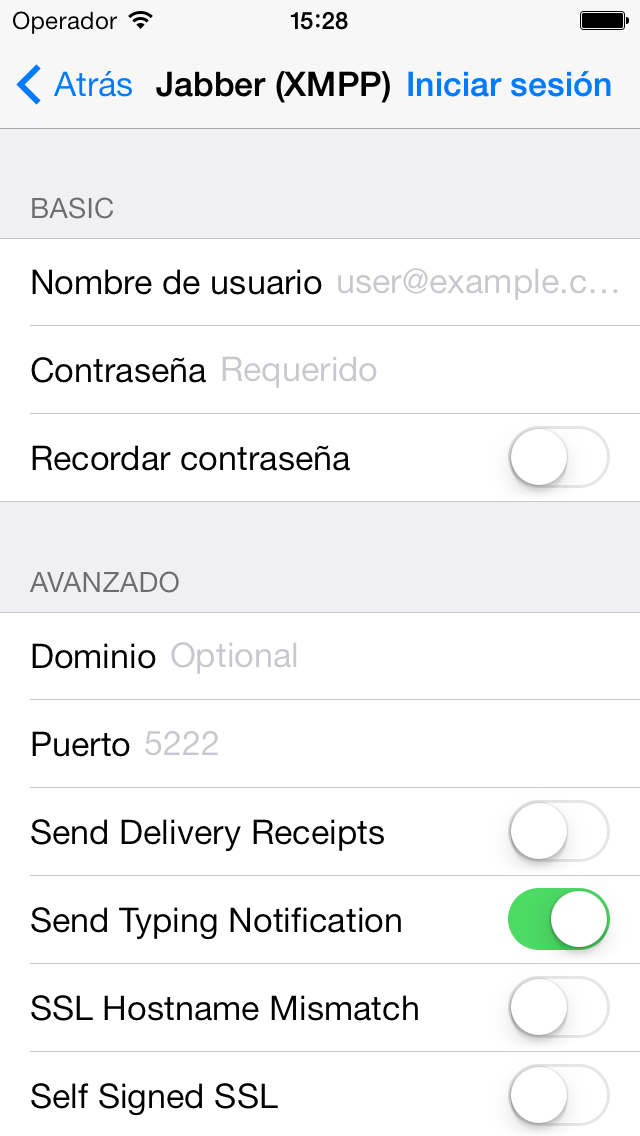 Operador 15:28
Atrás Jabber (XMPP) Iniciar sesión
BASIC
Nombre de usuario user@example.c…
Contraseña Requerido
Recordar contraseña
AVANZADO
Dominio Optional
Puerto 5222
Send Delivery Receipts
Send Typing Notification
SSL Hostname Mismatch
Self Signed SSL